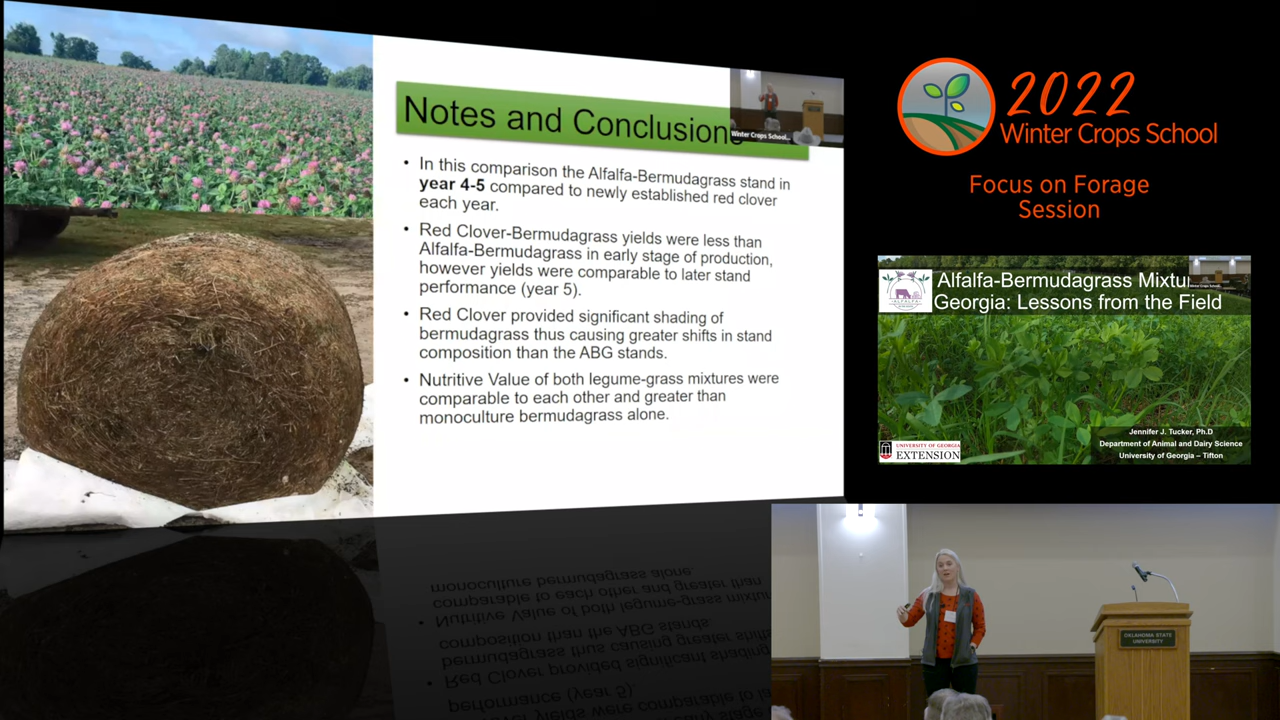 Notes and Conclusions
Winter Crops School...
• In this comparison the Alfalfa-Bermudagrass stand in
year 4-5 compared to newly established red clover
each year.
• Red Clover-Bermudagrass yields were less than
Alfalfa-Bermudagrass in early stage of production,
however yields were comparable to later stand
performance (year 5).
• Red Clover provided significant shading of
bermudagrass thus causing greater shifts in stand
composition than the ABG stands.
• Nutritive Value of both legume-grass mixtures were
comparable to each other and greater than
monoculture bermudagrass alone.
2022
Winter Crops School
Focus on Forage
Session
Alfalfa-Bermudagrass Mixtu
Georgia: Lessons from the Field
ALFALFA
Jennifer J. Tucker, Ph.D
Department of Animal and Dairy Science
University of Georgia – Tifton
UNIVERSITY OF GEORGIA
EXTENSION
OKLAHOMA STATE
UNIVERSITY